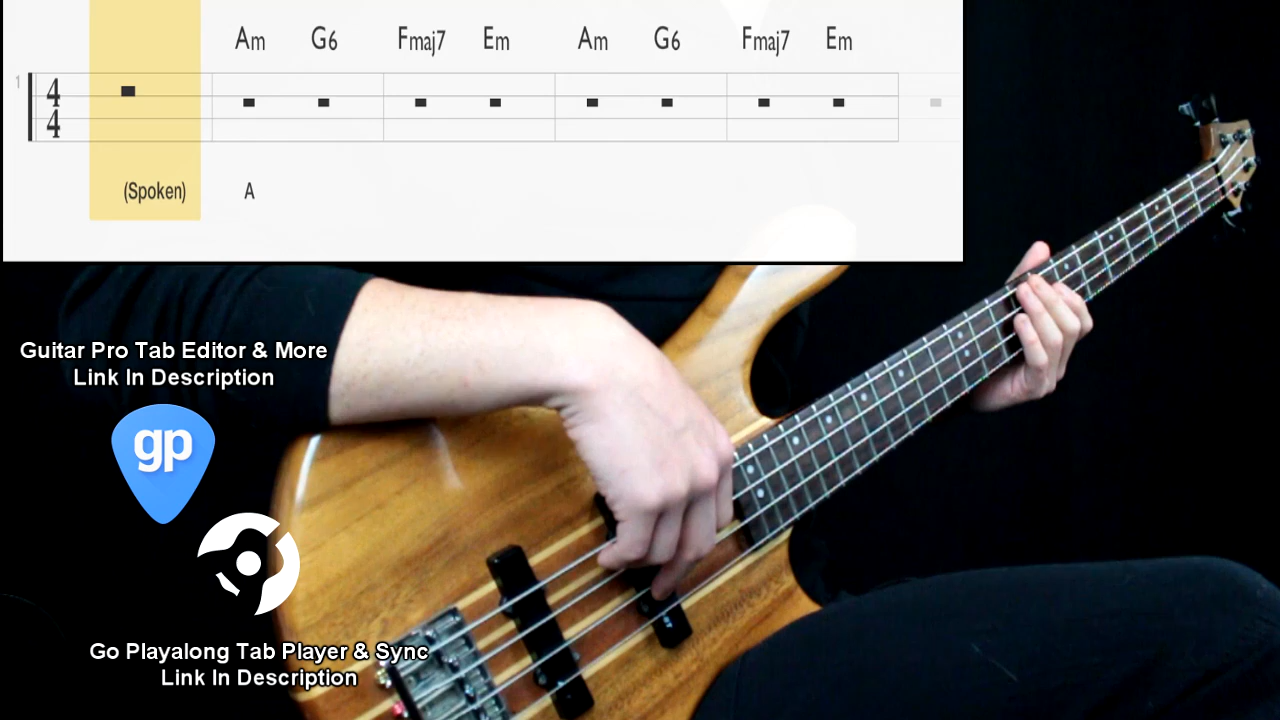 Am G6 Fmaj7 Em Am G6 Fmaj7 Em
1
4
4
(Spoken) A
Guitar Pro Tab Editor & More
Link In Description
gp
Go Playalong Tab Player & Sync
Link In Description